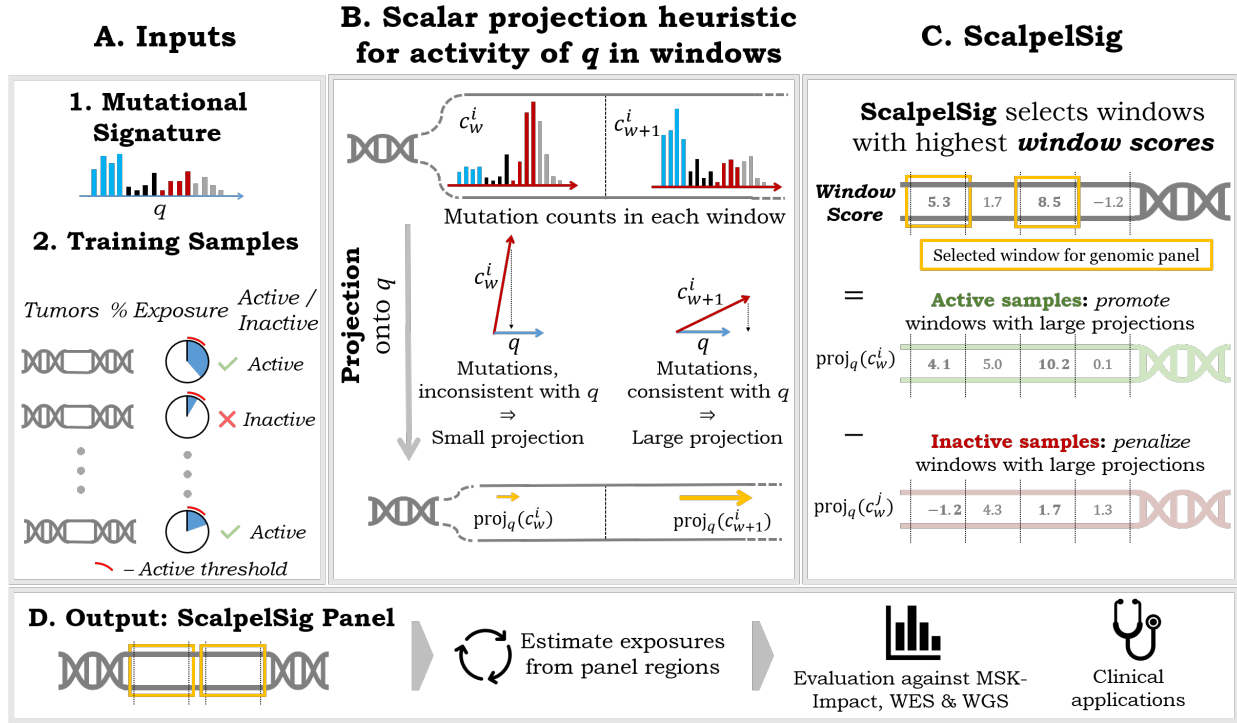 A. Inputs
1. Mutational
Signature
q
2. Training Samples
Tumors % Exposure Active /
Inactive
Active
Inactive
Active
– Active threshold
B. Scalar projection heuristic
for activity of q in windows
c_w^i
c_{w+1}^i
Mutation counts in each window
Projection
onto q
c_w^i
q
Mutations,
inconsistent with q
⇒
Small projection
c_{w+1}^i
q
Mutations,
consistent with q
⇒
Large projection
proj_q(c_w^i)
proj_q(c_{w+1}^i)
C. ScalpelSig
ScalpelSig selects windows
with highest window scores
Window
Score
5.3 1.7 8.5 −1.2
Selected window for genomic panel
=
Active samples: promote
windows with large projections
proj_q(c_w^i)
4.1 5.0 10.2 0.1
−
Inactive samples: penalize
windows with large projections
proj_q(c_w^j)
−1.2 4.3 1.7 1.3
D. Output: ScalpelSig Panel
Estimate exposures
from panel regions
Evaluation against MSK-
Impact, WES & WGS
Clinical
applications